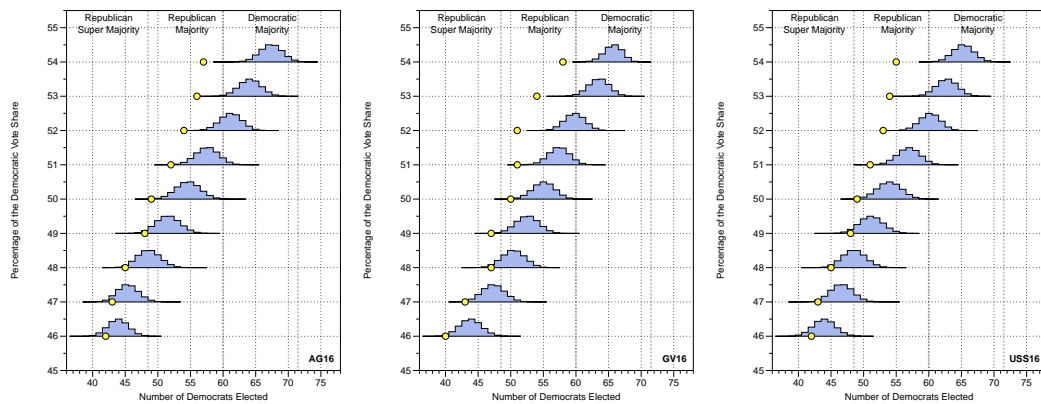 Republican
Super Majority
Republican
Majority
Democratic
Majority
55
54
53
52
51
50
49
48
47
46
45
Percentage of the Democratic Vote Share
AG16
40 45 50 55 60 65 70 75
Number of Democrats Elected
Republican
Super Majority
Republican
Majority
Democratic
Majority
55
54
53
52
51
50
49
48
47
46
45
Percentage of the Democratic Vote Share
GV16
40 45 50 55 60 65 70 75
Number of Democrats Elected
Republican
Super Majority
Republican
Majority
Democratic
Majority
55
54
53
52
51
50
49
48
47
46
45
Percentage of the Democratic Vote Share
USS16
40 45 50 55 60 65 70 75
Number of Democrats Elected